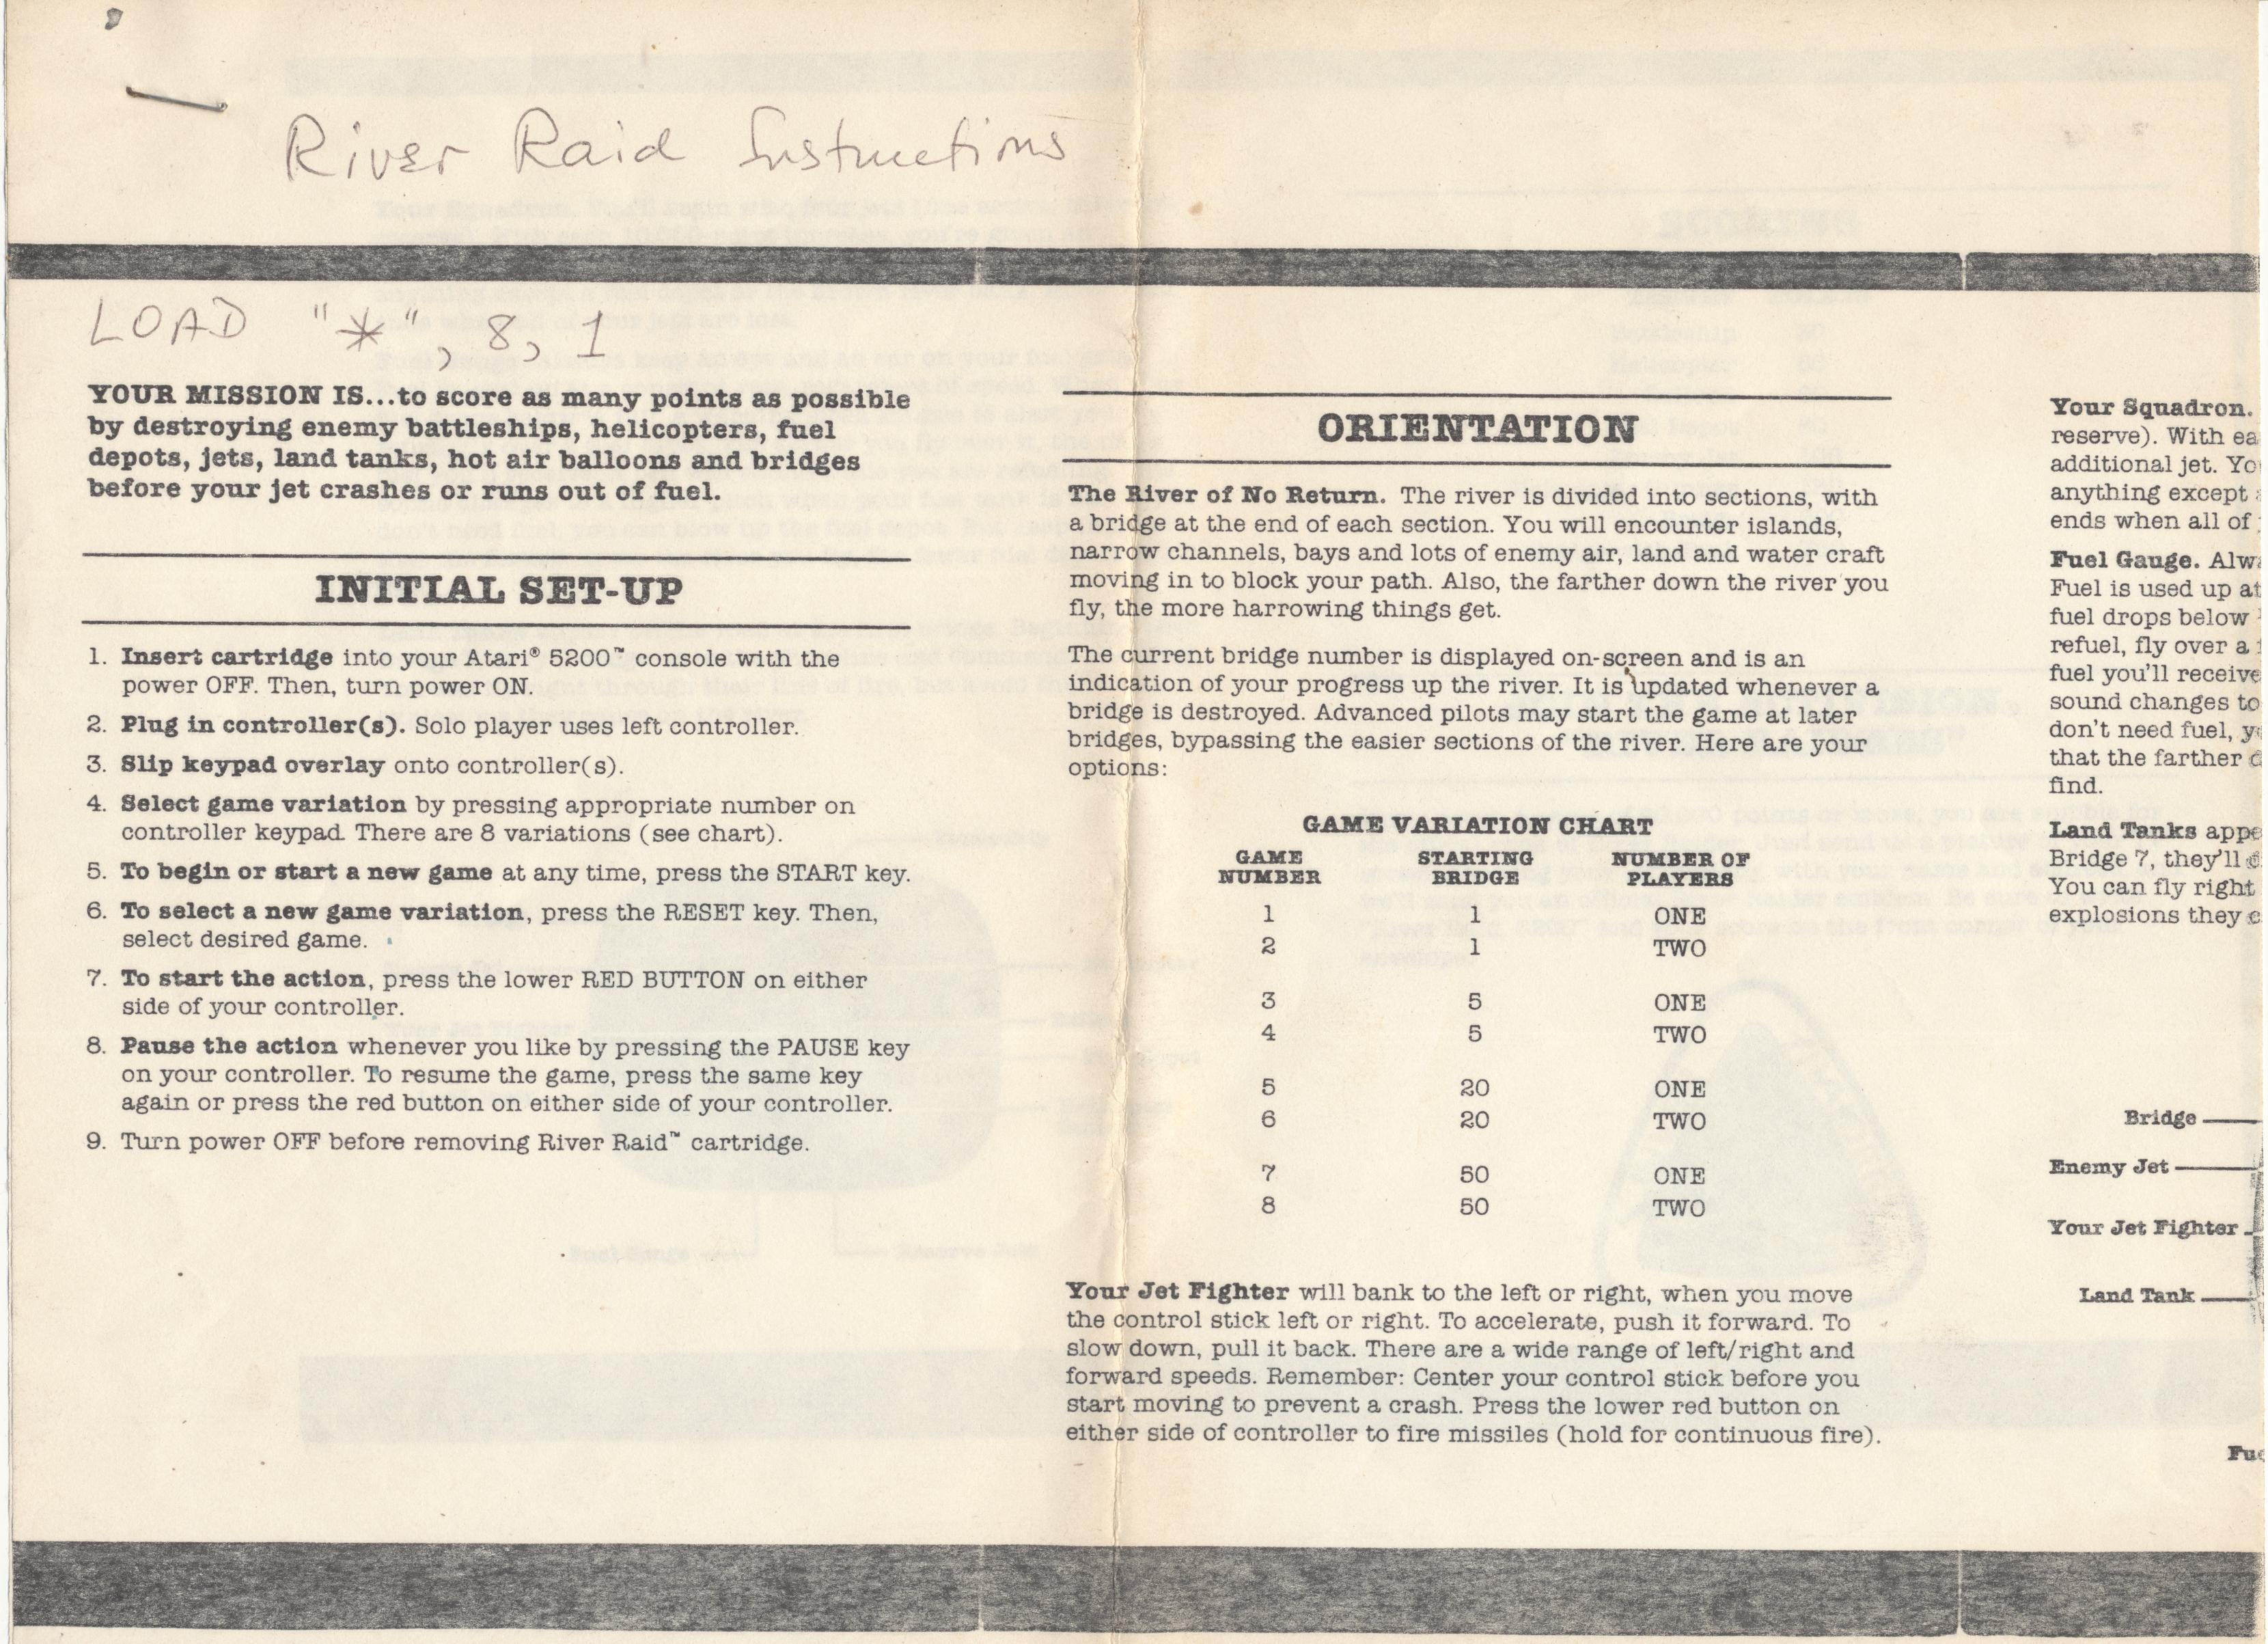 River Raid Instructions
LOAD "*", 8, 1
YOUR MISSION IS...to score as many points as possible
by destroying enemy battleships, helicopters, fuel
depots, jets, land tanks, hot air balloons and bridges
before your jet crashes or runs out of fuel.
INITIAL SET-UP
1. Insert cartridge into your Atari® 5200™ console with the
power OFF. Then, turn power ON.
2. Plug in controller(s). Solo player uses left controller.
3. Slip keypad overlay onto controller(s).
4. Select game variation by pressing appropriate number on
controller keypad. There are 8 variations (see chart).
5. To begin or start a new game at any time, press the START key.
6. To select a new game variation, press the RESET key. Then,
select desired game.
7. To start the action, press the lower RED BUTTON on either
side of your controller.
8. Pause the action whenever you like by pressing the PAUSE key
on your controller. To resume the game, press the same key
again or press the red button on either side of your controller.
9. Turn power OFF before removing River Raid™ cartridge.
ORIENTATION
The River of No Return. The river is divided into sections, with
a bridge at the end of each section. You will encounter islands,
narrow channels, bays and lots of enemy air, land and water craft
moving in to block your path. Also, the farther down the river you
fly, the more harrowing things get.
The current bridge number is displayed on-screen and is an
indication of your progress up the river. It is updated whenever a
bridge is destroyed. Advanced pilots may start the game at later
bridges, bypassing the easier sections of the river. Here are your
options:
GAME VARIATION CHART
GAME STARTING NUMBER OF
NUMBER BRIDGE PLAYERS
1 1 ONE
2 1 TWO
3 5 ONE
4 5 TWO
5 20 ONE
6 20 TWO
7 50 ONE
8 50 TWO
Your Jet Fighter will bank to the left or right, when you move
the control stick left or right. To accelerate, push it forward. To
slow down, pull it back. There are a wide range of left/right and
forward speeds. Remember: Center your control stick before you
start moving to prevent a crash. Press the lower red button on
either side of controller to fire missiles (hold for continuous fire).
Your Squadron.
reserve). With ea
additional jet. Yo
anything except
ends when all of
Fuel Gauge. Alw
Fuel is used up at
fuel drops below
refuel, fly over a
fuel you'll receive
sound changes to
don't need fuel, y
that the farther
find.
Land Tanks appe
Bridge 7, they'll
You can fly right
explosions they
Bridge
Enemy Jet
Your Jet Fighter
Land Tank
Fu